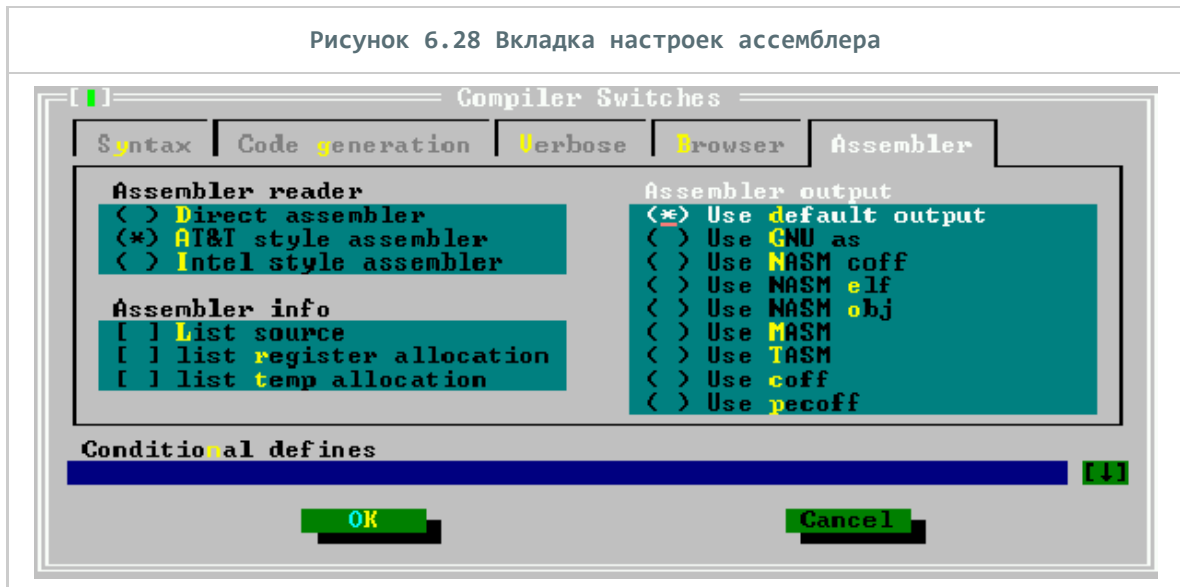 Рисунок 6.28 Вкладка настроек ассемблера
[ ] Compiler Switches
Syntax Code generation Verbose Browser Assembler
Assembler reader
( ) Direct assembler
(*) AT&T style assembler
( ) Intel style assembler
Assembler info
[ ] List source
[ ] list register allocation
[ ] list temp allocation
Assembler output
(*) Use default output
( ) Use GNU as
( ) Use NASM coff
( ) Use NASM elf
( ) Use NASM obj
( ) Use MASM
( ) Use TASM
( ) Use coff
( ) Use pecoff
Conditional defines
[↓]
OK Cancel